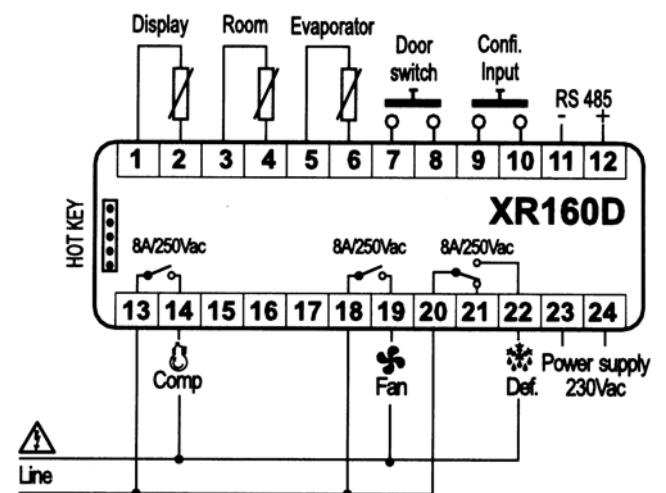 Display Room Evaporator
Door switch
Confi. Input
RS 485
- +
1 2 3 4 5 6 7 8 9 10 11 12
XR160D
HOT KEY
8A/250Vac 8A/250Vac 8A/250Vac
13 14 15 16 17 18 19 20 21 22 23 24
Comp
Fan
Def.
Power supply
230Vac
Line